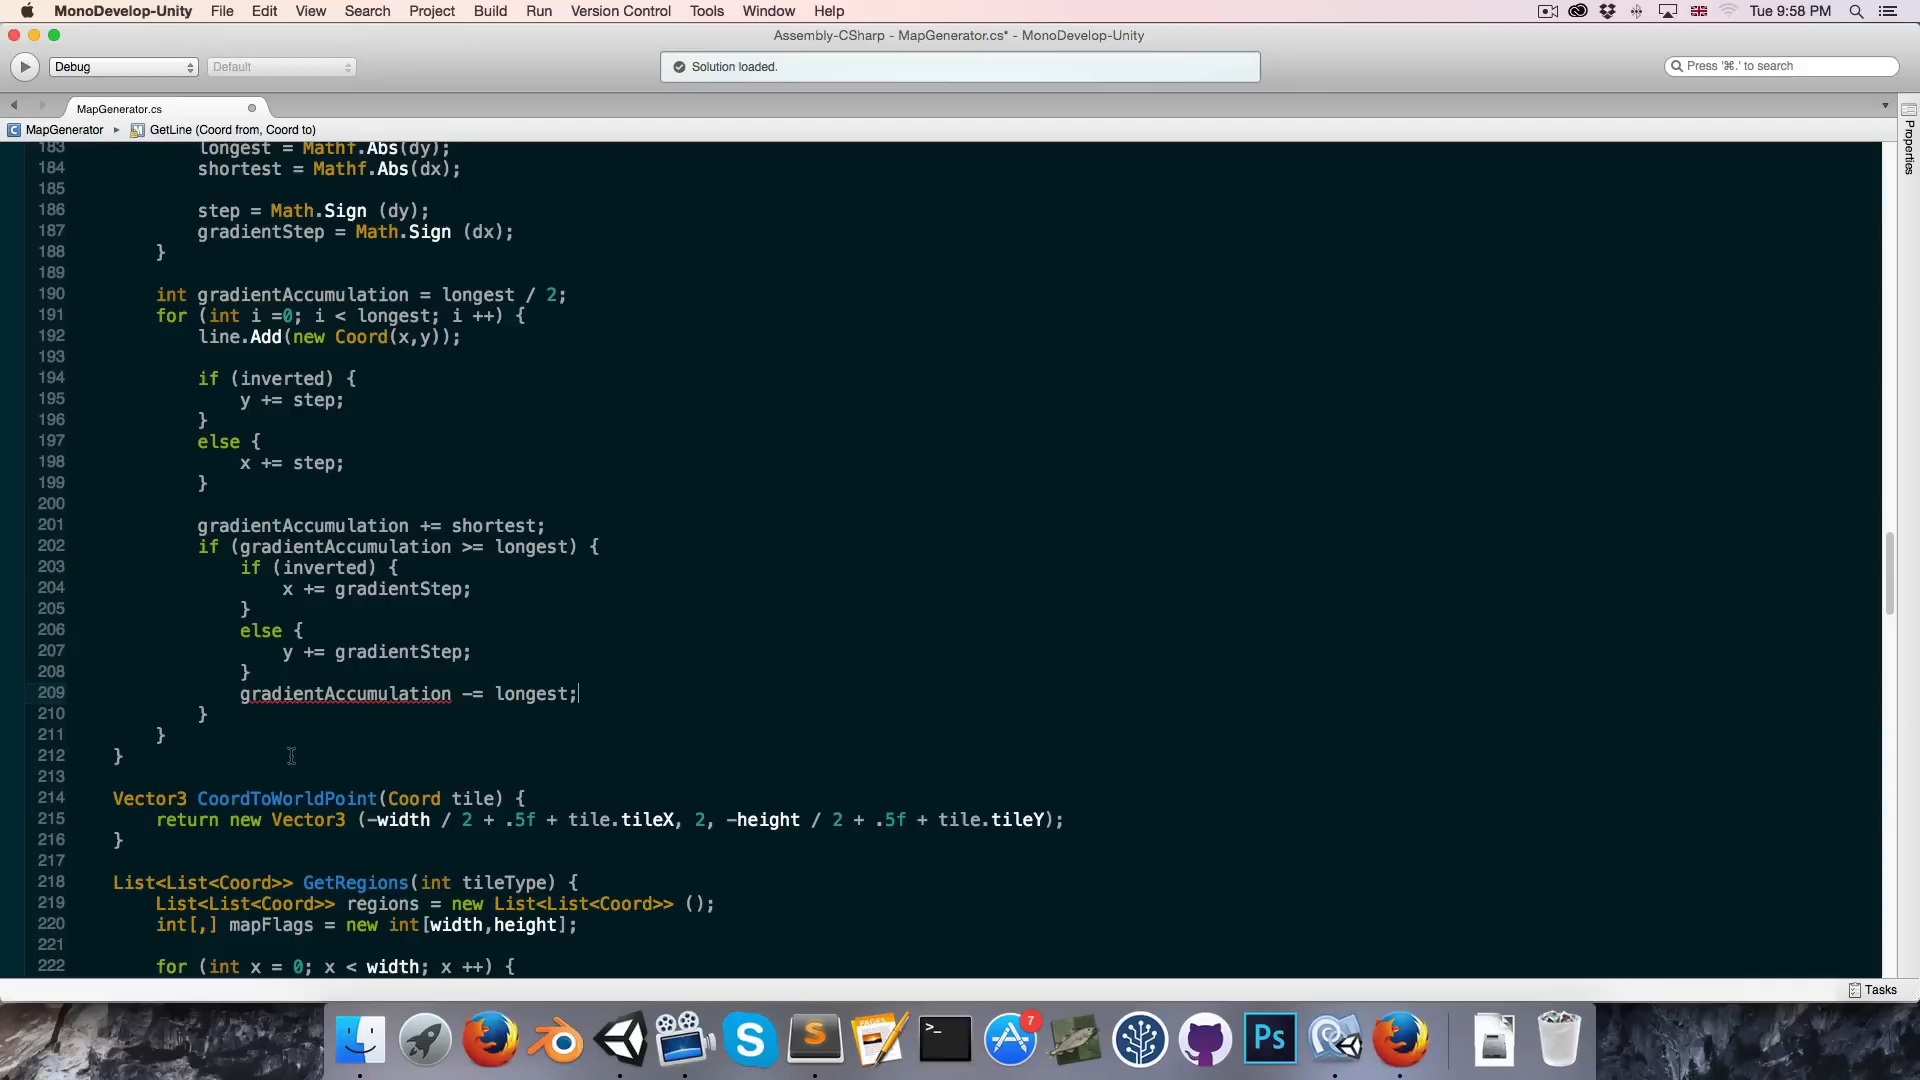 MonoDevelop-Unity File Edit View Search Project Build Run Version Control Tools Window Help Tue 9:58 PM
Assembly-CSharp - MapGenerator.cs* - MonoDevelop-Unity
Debug Default Solution loaded. Press '⌘.' to search
MapGenerator.cs
MapGenerator GetLine (Coord from, Coord to)
Properties
183 longest = Mathf.Abs(dy);
184 shortest = Mathf.Abs(dx);
185
186 step = Math.Sign (dy);
187 gradientStep = Math.Sign (dx);
188 }
189
190 int gradientAccumulation = longest / 2;
191 for (int i =0; i < longest; i ++) {
192 line.Add(new Coord(x,y));
193
194 if (inverted) {
195 y += step;
196 }
197 else {
198 x += step;
199 }
200
201 gradientAccumulation += shortest;
202 if (gradientAccumulation >= longest) {
203 if (inverted) {
204 x += gradientStep;
205 }
206 else {
207 y += gradientStep;
208 }
209 gradientAccumulation -= longest;
210 }
211 }
212 }
213
214 Vector3 CoordToWorldPoint(Coord tile) {
215 return new Vector3 (-width / 2 + .5f + tile.tileX, 2, -height / 2 + .5f + tile.tileY);
216 }
217
218 List<List<Coord>> GetRegions(int tileType) {
219 List<List<Coord>> regions = new List<List<Coord>> ();
220 int[,] mapFlags = new int[width,height];
221
222 for (int x = 0; x < width; x ++) {
Tasks
S S PAGES >_ 7 Ps